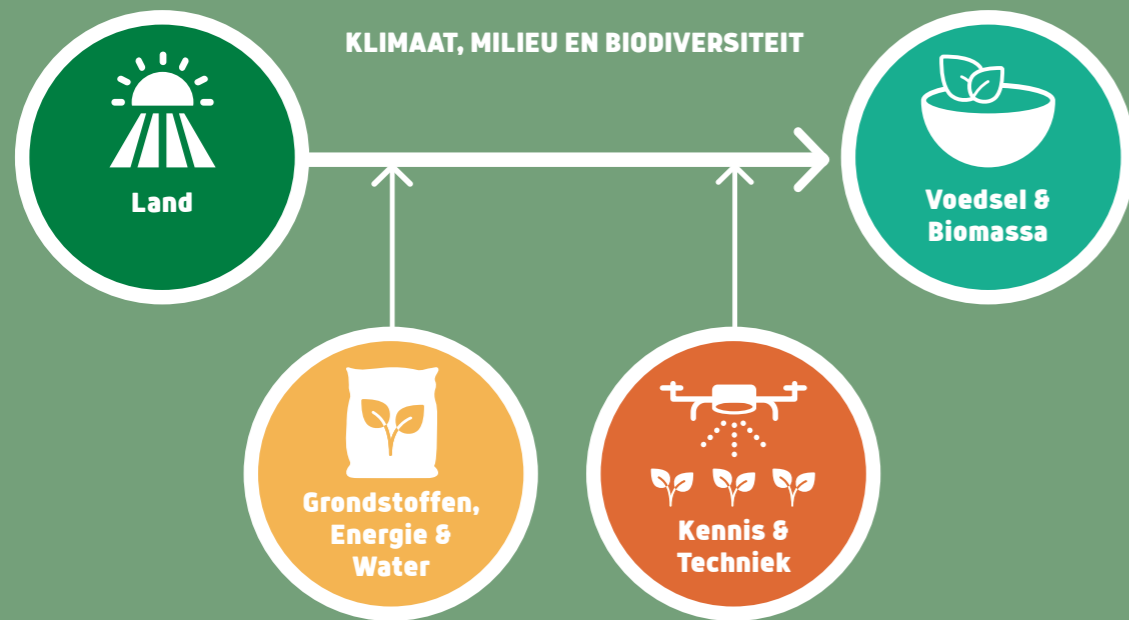 KLIMAAT, MILIEU EN BIODIVERSITEIT
Land
Voedsel &
Biomassa
Grondstoffen,
Energie &
Water
Kennis &
Techniek